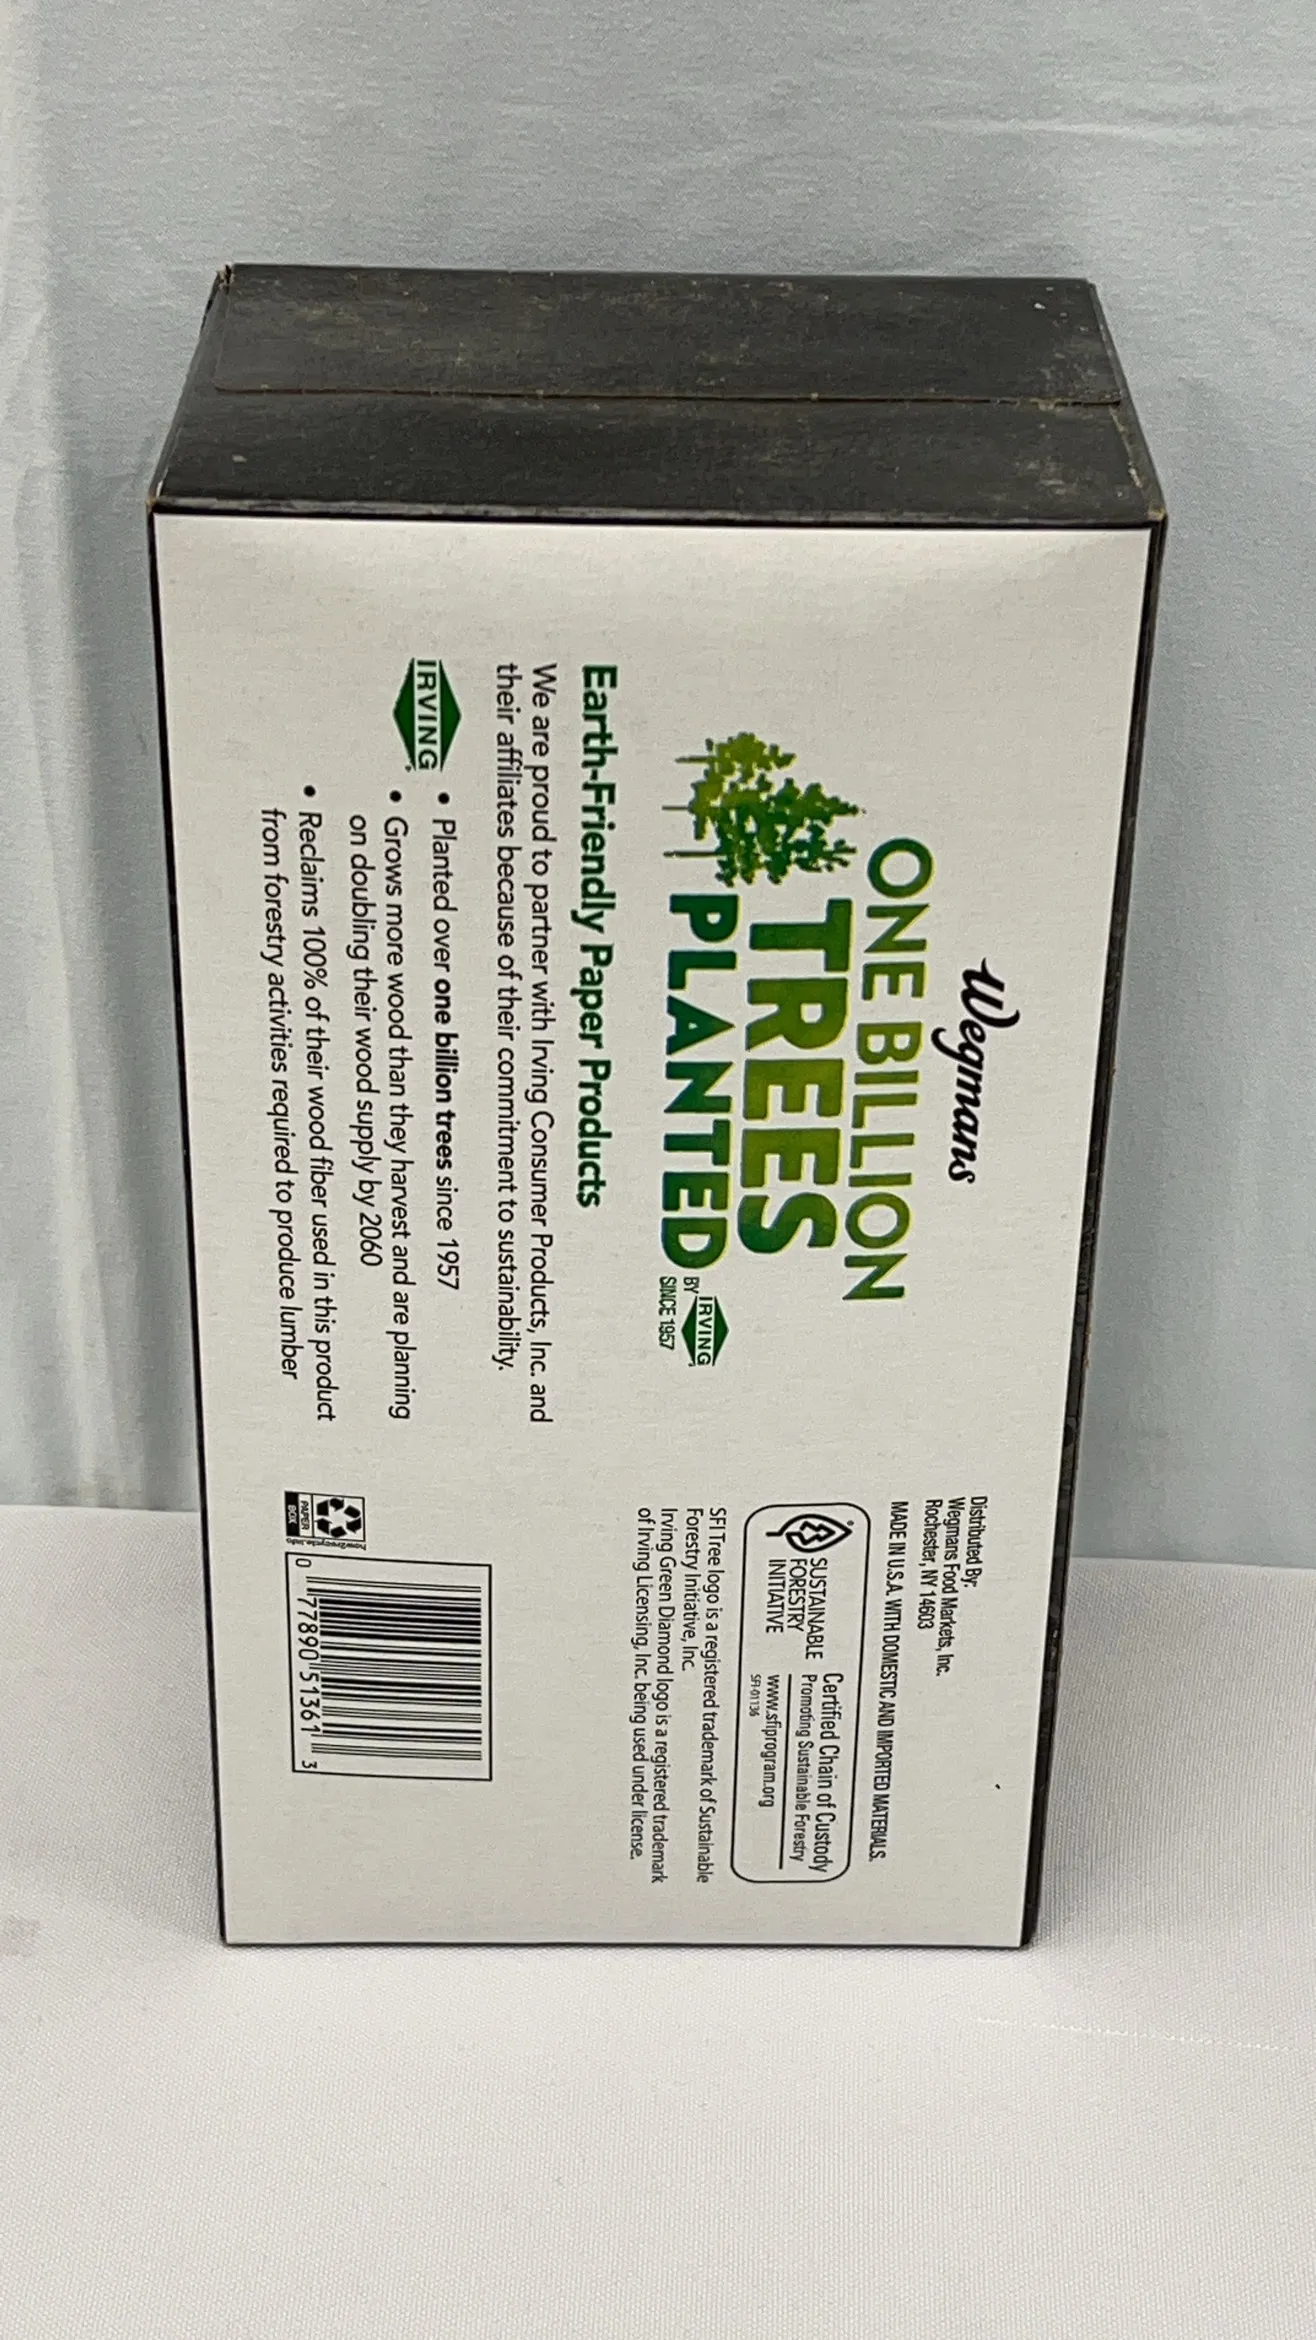 Wegmans
ONE BILLION
TREES
PLANTED
BY IRVING
SINCE 1957
Earth-Friendly Paper Products
We are proud to partner with Irving Consumer Products, Inc. and
their affiliates because of their commitment to sustainability.
IRVING
• Planted over one billion trees since 1957
• Grows more wood than they harvest and are planning
on doubling their wood supply by 2060
• Reclaims 100% of their wood fiber used in this product
from forestry activities required to produce lumber
Distributed By:
Wegmans Food Markets, Inc.
Rochester, NY 14603
MADE IN U.S.A. WITH DOMESTIC AND IMPORTED MATERIALS.
SUSTAINABLE
FORESTRY
INITIATIVE
Certified Chain of Custody
Promoting Sustainable Forestry
www.sfiprogram.org
SFI-01136
SFI Tree logo is a registered trademark of Sustainable
Forestry Initiative, Inc.
Irving Green Diamond logo is a registered trademark
of Irving Licensing, Inc. being used under license.
how2recycle.info
PAPER
BOX
0 77890 51361 3